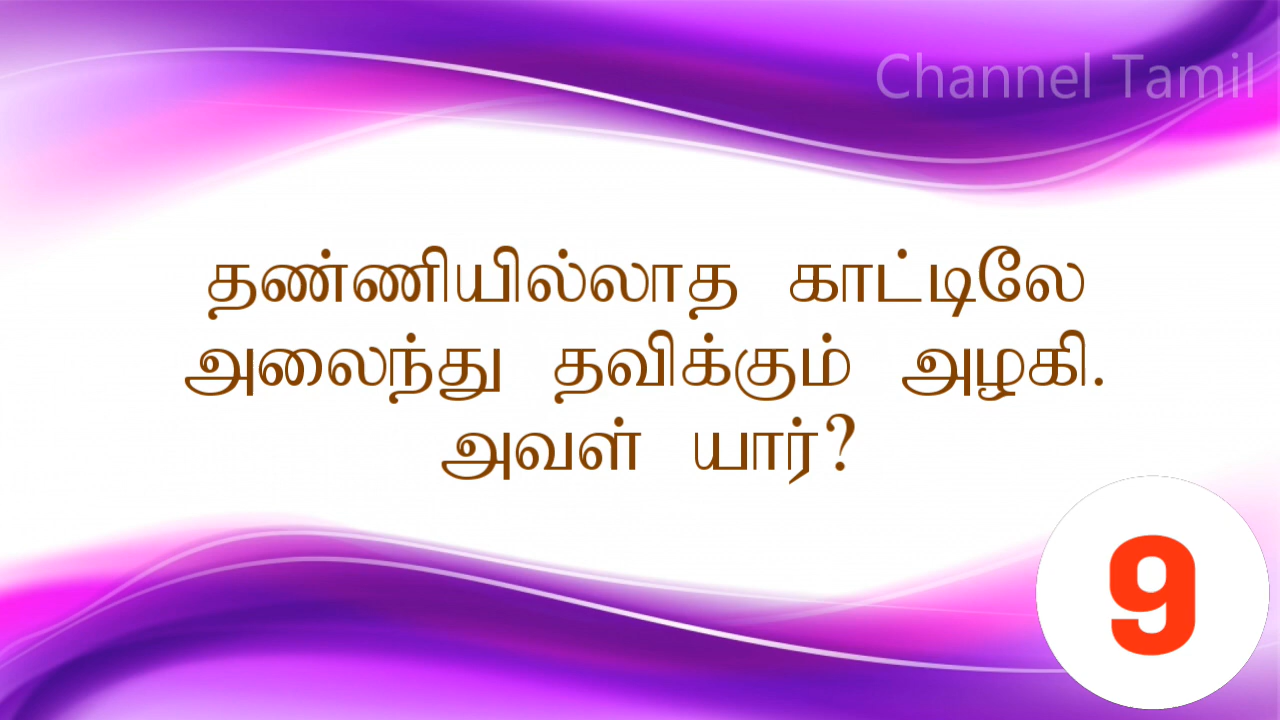 Channel Tamil
தண்ணியில்லாத காட்டிலே
அலைந்து தவிக்கும் அழகி.
அவள் யார்?
9